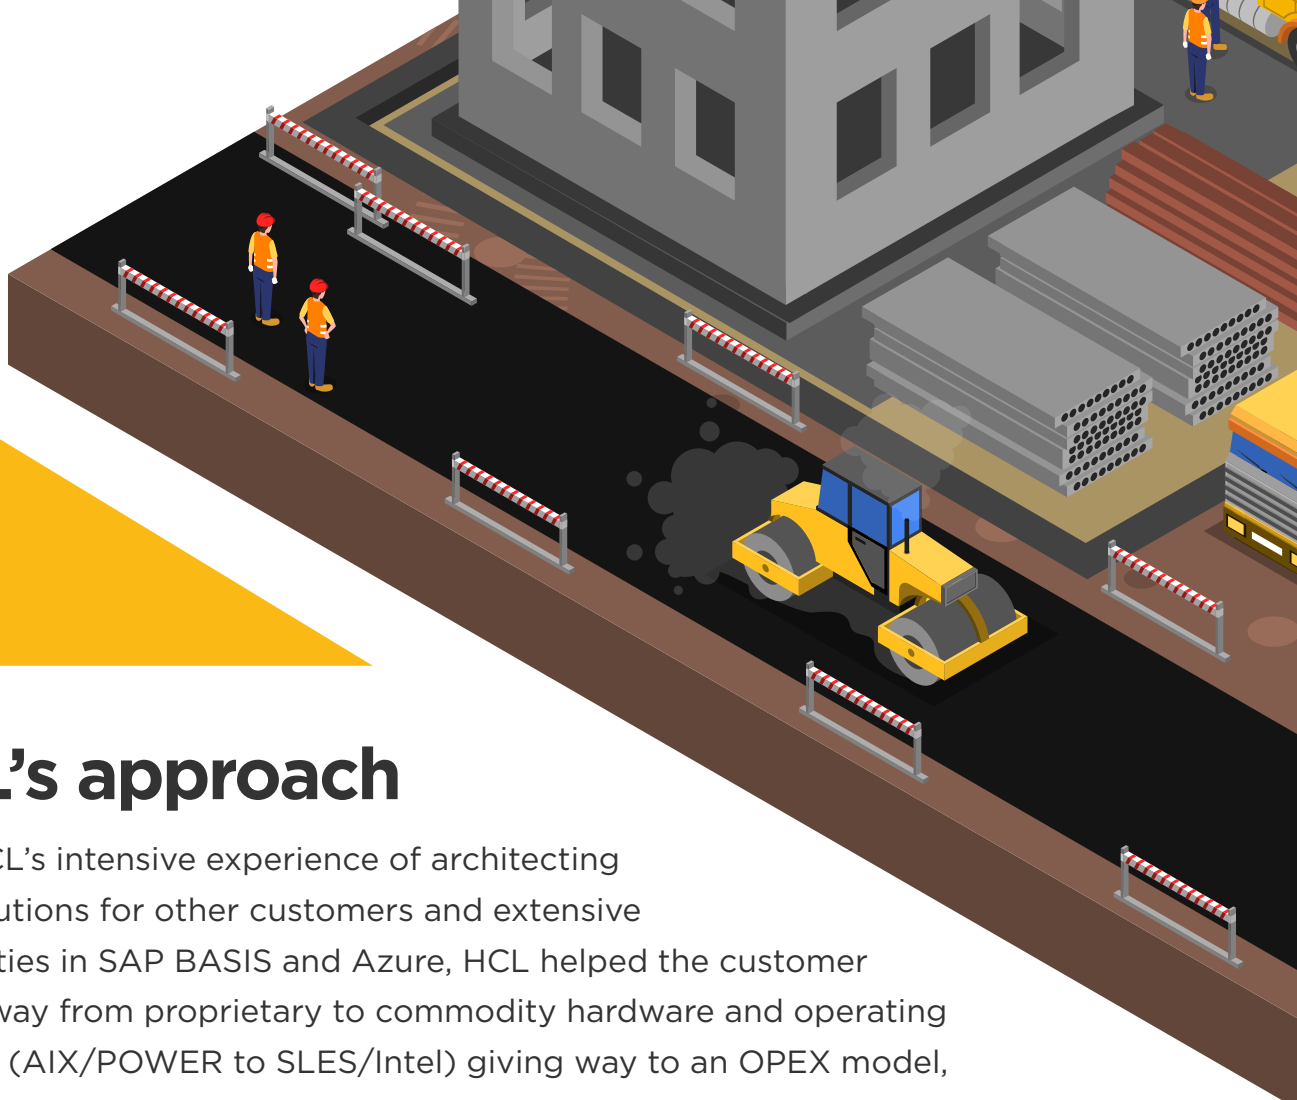 's approach
CL's intensive experience of architecting
utions for other customers and extensive
ties in SAP BASIS and Azure, HCL helped the customer
way from proprietary to commodity hardware and operating
(AIX/POWER to SLES/Intel) giving way to an OPEX model,